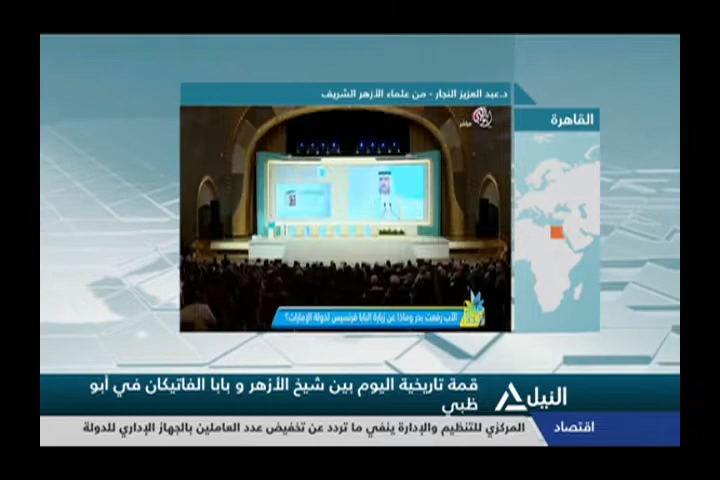 د.عبد العزيز النجار - من علماء الأزهر الشريف
القاهرة
مباشر
الأب رفعت بدر وماذا عن زيارة البابا فرنسيس لدولة الإمارات؟
النيل
قمة تاريخية اليوم بين شيخ الأزهر و بابا الفاتيكان في أبو
ظبي
اقتصاد
المركزي للتنظيم والإدارة ينفي ما تردد عن تخفيض عدد العاملين بالجهاز الإداري للدولة